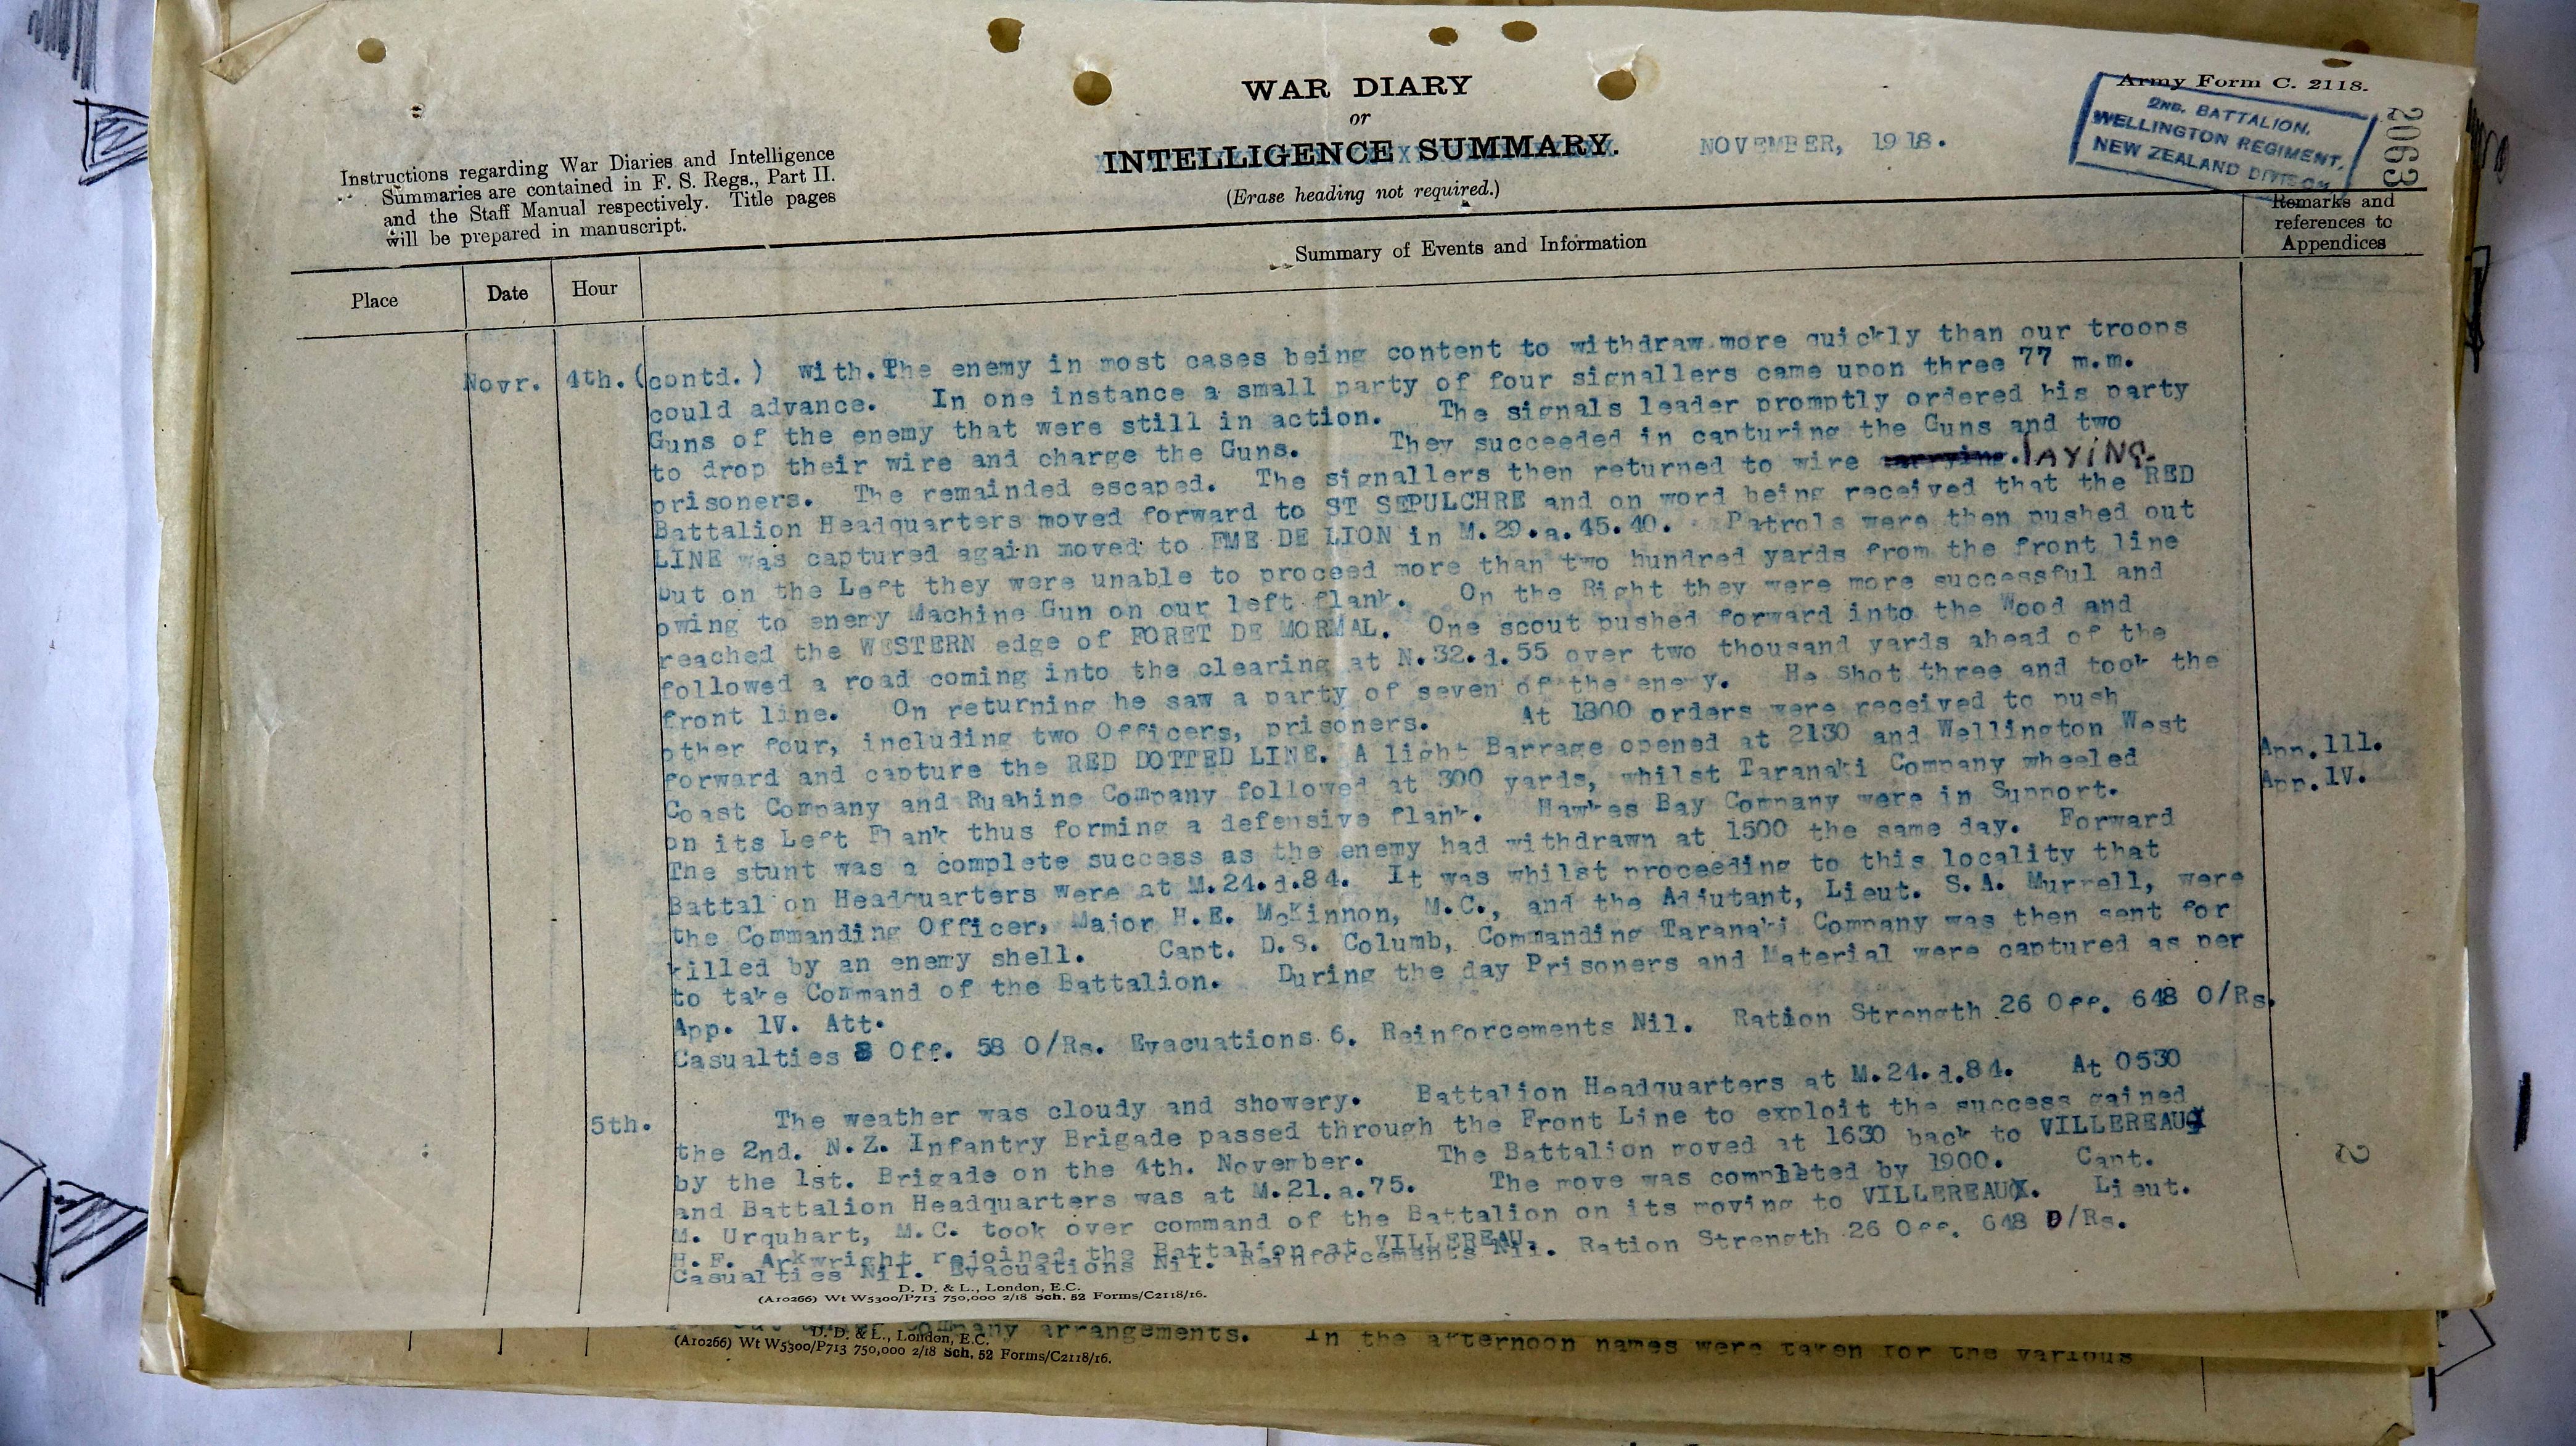 Army Form C. 2118.
2ND. BATTALION,
WELLINGTON REGIMENT,
NEW ZEALAND DIVISION
2063
WAR DIARY
or
INTELLIGENCE SUMMARY.
NOVEMBER, 1918.
(Erase heading not required.)
Instructions regarding War Diaries and Intelligence
Summaries are contained in F. S. Regs., Part II.
and the Staff Manual respectively. Title pages
will be prepared in manuscript.
Place
Date
Hour
Summary of Events and Information
Remarks and
references to
Appendices
Novr. 4th. (contd.) with. The enemy in most cases being content to withdraw more quickly than our troops
could advance. In one instance a small party of four signallers came upon three 77 m.m.
Guns of the enemy that were still in action. The signals leader promptly ordered his party
to drop their wire and charge the Guns. They succeeded in capturing the Guns and two
prisoners. The remainded escaped. The signallers then returned to wire carrying. lAYiNG.
Battalion Headquarters moved forward to ST SEPULCHRE and on word being received that the RED
LINE was captured again moved to FME DE LION in M.29.a.45.40. Patrols were then pushed out
but on the Left they were unable to proceed more than two hundred yards from the front line
owing to enemy Machine Gun on our left flank. On the Right they were more successful and
reached the WESTERN edge of FORET DE MORMAL. One scout pushed forward into the Wood and
followed a road coming into the clearing at N.32.d.55 over two thousand yards ahead of the
front line. On returning he saw a party of seven of the enemy. He shot three and took the
other four, including two Officers, prisoners. At 1800 orders were received to push
forward and capture the RED DOTTED LINE. A light Barrage opened at 2130 and Wellington West
Coast Company and Ruahine Company followed at 300 yards, whilst Taranaki Company wheeled
on its Left Flank thus forming a defensive flank. Hawkes Bay Company were in Support.
The stunt was a complete success as the enemy had withdrawn at 1500 the same day. Forward
Battalion Headquarters were at M.24.d.84. It was whilst proceeding to this locality that
the Commanding Officer, Major H.E. McKinnon, M.C., and the Adjutant, Lieut. S.A. Murrell, were
killed by an enemy shell. Capt. D.S. Columb, Commanding Taranaki Company was then sent for
to take Command of the Battalion. During the day Prisoners and Material were captured as per
App. lV. Att.
Casualties Off. 58 O/Rs. Evacuations 6. Reinforcements Nil. Ration Strength 26 Off. 648 O/Rs.
App.lll.
App.lV.
5th. The weather was cloudy and showery. Battalion Headquarters at M.24.d.84. At 0530
the 2nd. N.Z. Infantry Brigade passed through the Front Line to exploit the success gained
by the 1st. Brigade on the 4th. November. The Battalion moved at 1630 back to VILLEREAU
and Battalion Headquarters was at M.21.a.75. The move was completed by 1900. Capt.
M. Urquhart, M.C. took over command of the Battalion on its moving to VILLEREAU. Lieut.
H.F. Arkwright rejoined the Battalion at VILLEREAU.
Casualties Nil. Evacuations Nil. Reinforcements Nil. Ration Strength 26 Off. 648 O/Rs.
2
D. D. & L., London, E.C.
(A10266) Wt W5300/P713 750,000 2/18 Sch. 52 Forms/C2118/16.
Company arrangements. In the afternoon names were taken for the various
D. D. & L., London, E.C.
(A10266) Wt W5300/P713 750,000 2/18 Sch. 52 Forms/C2118/16.